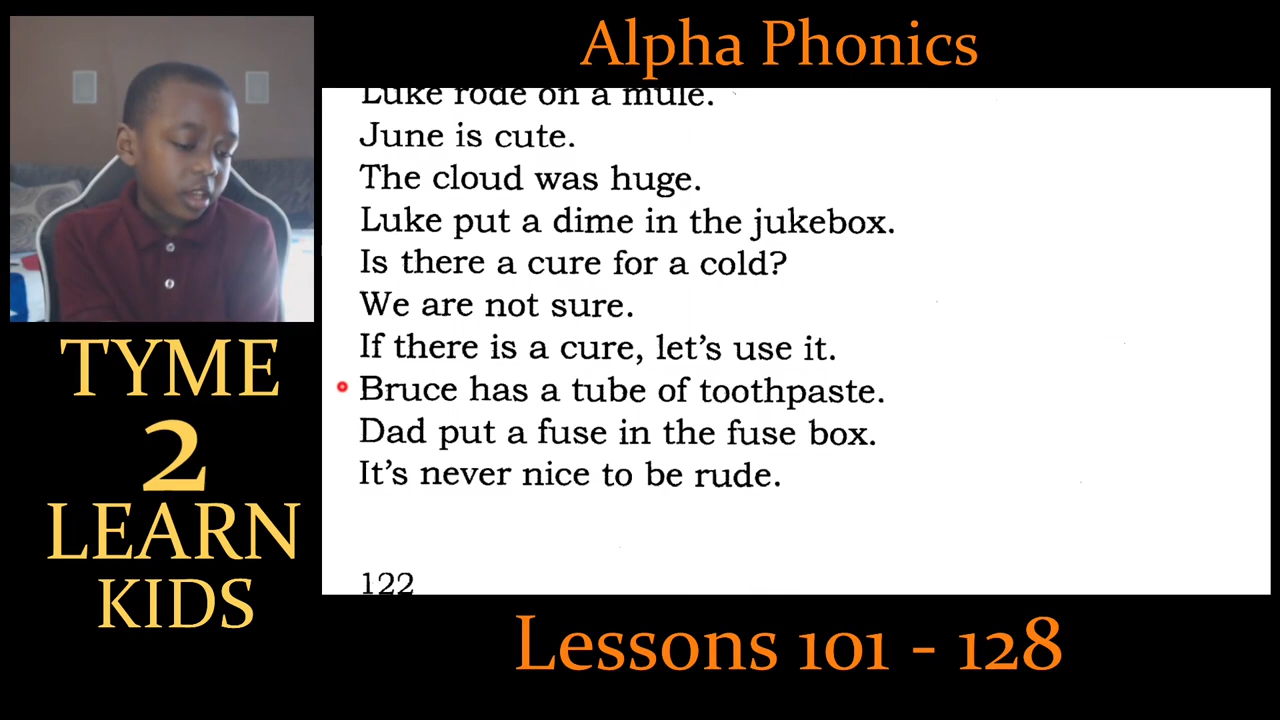 Alpha Phonics
Luke rode on a mule.
June is cute.
The cloud was huge.
Luke put a dime in the jukebox.
Is there a cure for a cold?
We are not sure.
If there is a cure, let's use it.
Bruce has a tube of toothpaste.
Dad put a fuse in the fuse box.
It's never nice to be rude.
122
TYME
2
LEARN
KIDS
Lessons 101 - 128